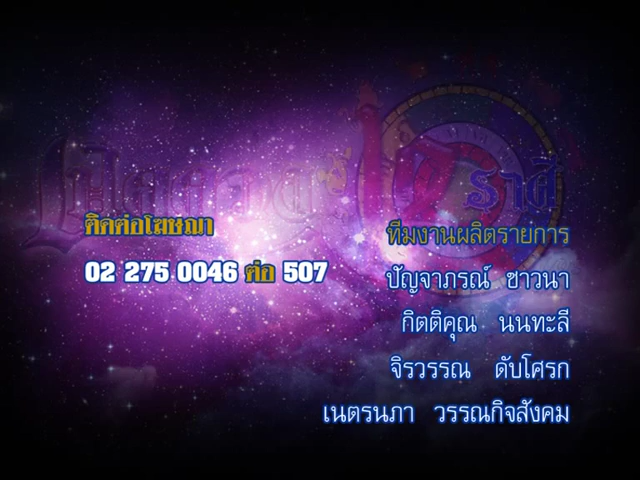 ติดต่อโฆษณา
02 275 0046 ต่อ 507
12
ราศี
ทีมงานผลิตรายการ
ปัญจาภรณ์ ชาวนา
กิตติคุณ นนทะลี
จิรวรรณ ดับโศรก
เนตรนภา วรรณกิจสังคม